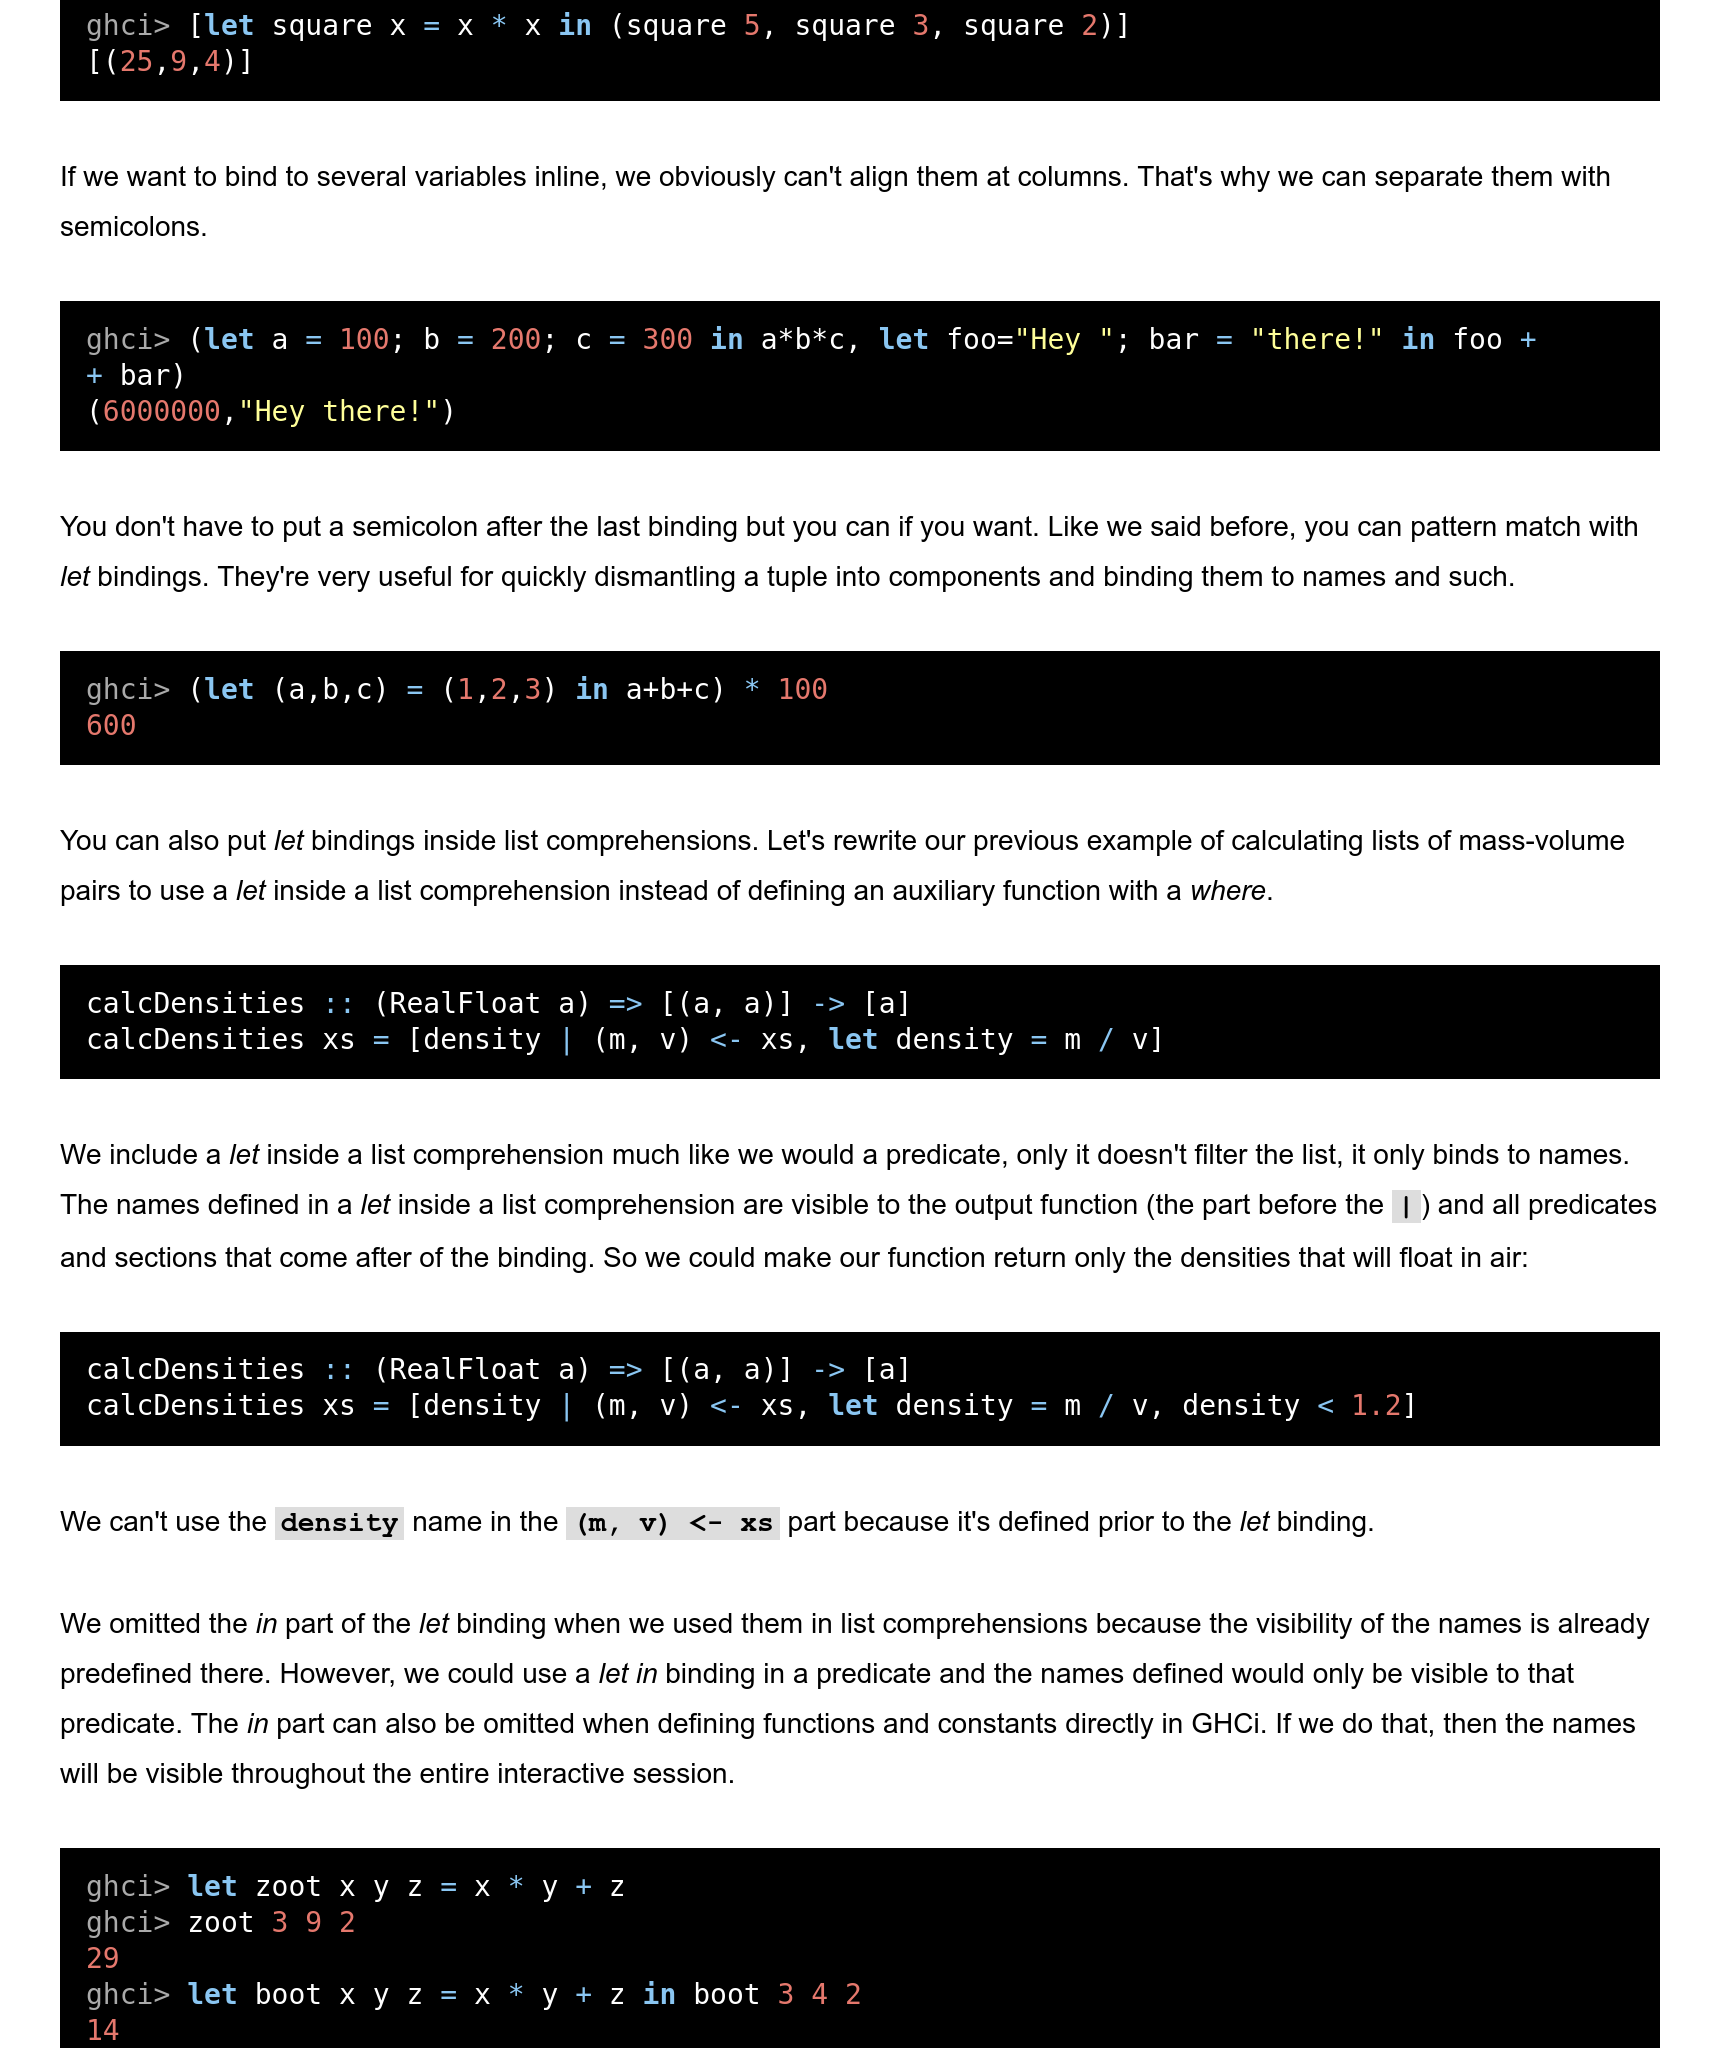 ghci> [let square x = x * x in (square 5, square 3, square 2)]
[(25,9,4)]
If we want to bind to several variables inline, we obviously can't align them at columns. That's why we can separate them with
semicolons.
ghci> (let a = 100; b = 200; c = 300 in a*b*c, let foo="Hey "; bar = "there!" in foo +
+ bar)
(6000000,"Hey there!")
You don't have to put a semicolon after the last binding but you can if you want. Like we said before, you can pattern match with
let bindings. They're very useful for quickly dismantling a tuple into components and binding them to names and such.
ghci> (let (a,b,c) = (1,2,3) in a+b+c) * 100
600
You can also put let bindings inside list comprehensions. Let's rewrite our previous example of calculating lists of mass-volume
pairs to use a let inside a list comprehension instead of defining an auxiliary function with a where.
calcDensities :: (RealFloat a) => [(a, a)] -> [a]
calcDensities xs = [density | (m, v) <- xs, let density = m / v]
We include a let inside a list comprehension much like we would a predicate, only it doesn't filter the list, it only binds to names.
The names defined in a let inside a list comprehension are visible to the output function (the part before the |) and all predicates
and sections that come after of the binding. So we could make our function return only the densities that will float in air:
calcDensities :: (RealFloat a) => [(a, a)] -> [a]
calcDensities xs = [density | (m, v) <- xs, let density = m / v, density < 1.2]
We can't use the density name in the (m, v) <- xs part because it's defined prior to the let binding.
We omitted the in part of the let binding when we used them in list comprehensions because the visibility of the names is already
predefined there. However, we could use a let in binding in a predicate and the names defined would only be visible to that
predicate. The in part can also be omitted when defining functions and constants directly in GHCi. If we do that, then the names
will be visible throughout the entire interactive session.
ghci> let zoot x y z = x * y + z
ghci> zoot 3 9 2
29
ghci> let boot x y z = x * y + z in boot 3 4 2
14